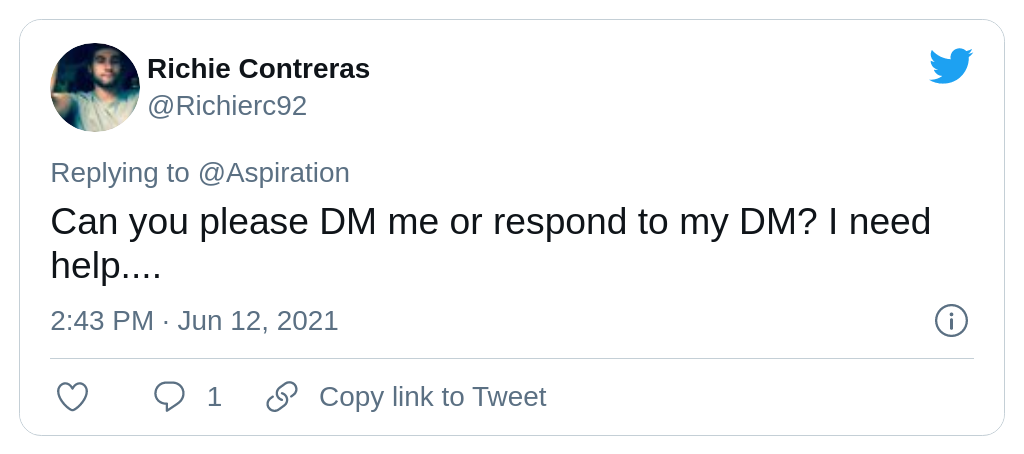 Richie Contreras
@Richierc92
Replying to @Aspiration
Can you please DM me or respond to my DM? I need
help....
2:43 PM · Jun 12, 2021
1 Copy link to Tweet